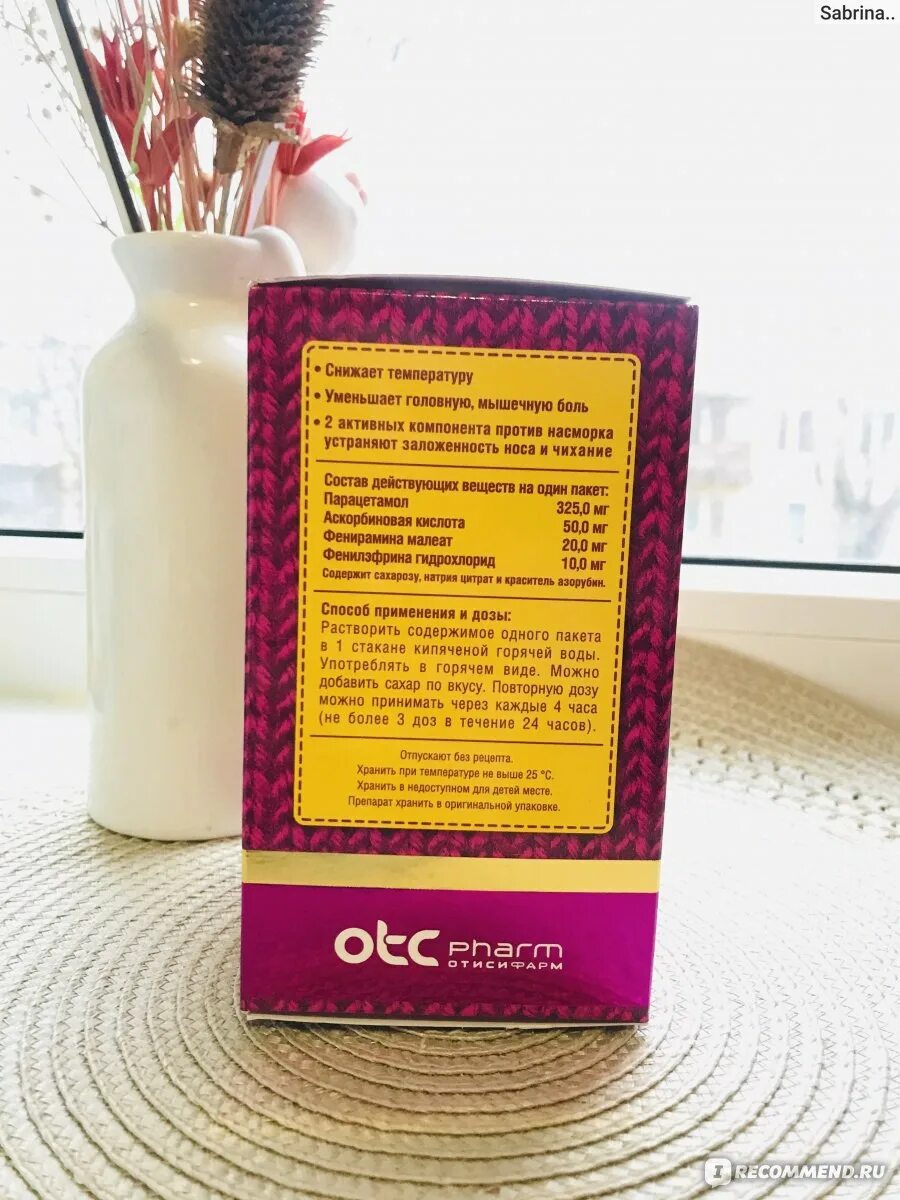 Sabrina..
• Снижает температуру
• Уменьшает головную, мышечную боль
• 2 активных компонента против насморка
устраняют заложенность носа и чихание
Состав действующих веществ на один пакет:
Парацетамол 325,0 мг
Аскорбиновая кислота 50,0 мг
Фенирамина малеат 20,0 мг
Фенилэфрина гидрохлорид 10,0 мг
Содержит сахарозу, натрия цитрат и краситель азорубин.
Способ применения и дозы:
Растворить содержимое одного пакета
в 1 стакане кипяченой горячей воды.
Употреблять в горячем виде. Можно
добавить сахар по вкусу. Повторную дозу
можно принимать через каждые 4 часа
(не более 3 доз в течение 24 часов).
Отпускают без рецепта.
Хранить при температуре не выше 25 °С.
Хранить в недоступном для детей месте.
Препарат хранить в оригинальной упаковке.
otc pharm
ОТИСИФАРМ
IRECOMMEND.RU